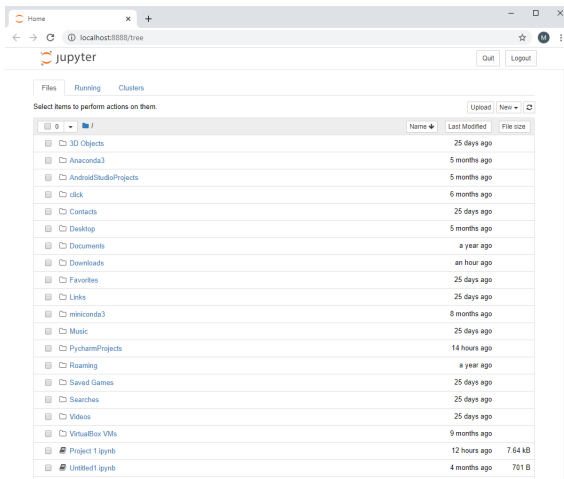 Home
localhost:8888/tree
M
jupyter
Quit Logout
Files Running Clusters
Select items to perform actions on them.
Upload New
0 / Name Last Modified File size
3D Objects 25 days ago
Anaconda3 5 months ago
AndroidStudioProjects 5 months ago
click 6 months ago
Contacts 25 days ago
Desktop 5 months ago
Documents a year ago
Downloads an hour ago
Favorites 25 days ago
Links 25 days ago
miniconda3 8 months ago
Music 25 days ago
PycharmProjects 14 hours ago
Roaming a year ago
Saved Games 25 days ago
Searches 25 days ago
Videos 25 days ago
VirtualBox VMs 9 months ago
Project 1.ipynb 12 hours ago 7.64 kB
Untitled1.ipynb 4 months ago 701 B